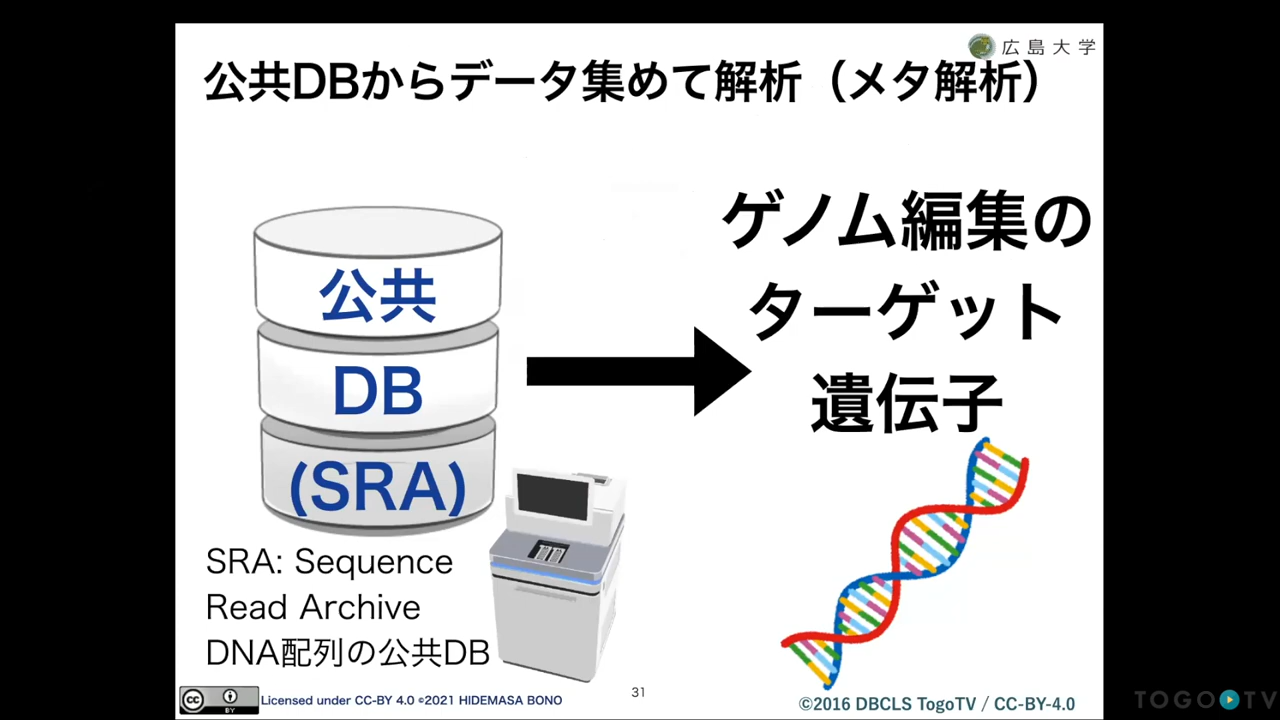 広島大学
公共DBからデータ集めて解析（メタ解析）
公共
DB
(SRA)
ゲノム編集の
ターゲット
遺伝子
SRA: Sequence
Read Archive
DNA配列の公共DB
cc
BY
Licensed under CC-BY 4.0 ©2021 HIDEMASA BONO
31
©2016 DBCLS TogoTV / CC-BY-4.0
TOGOTV